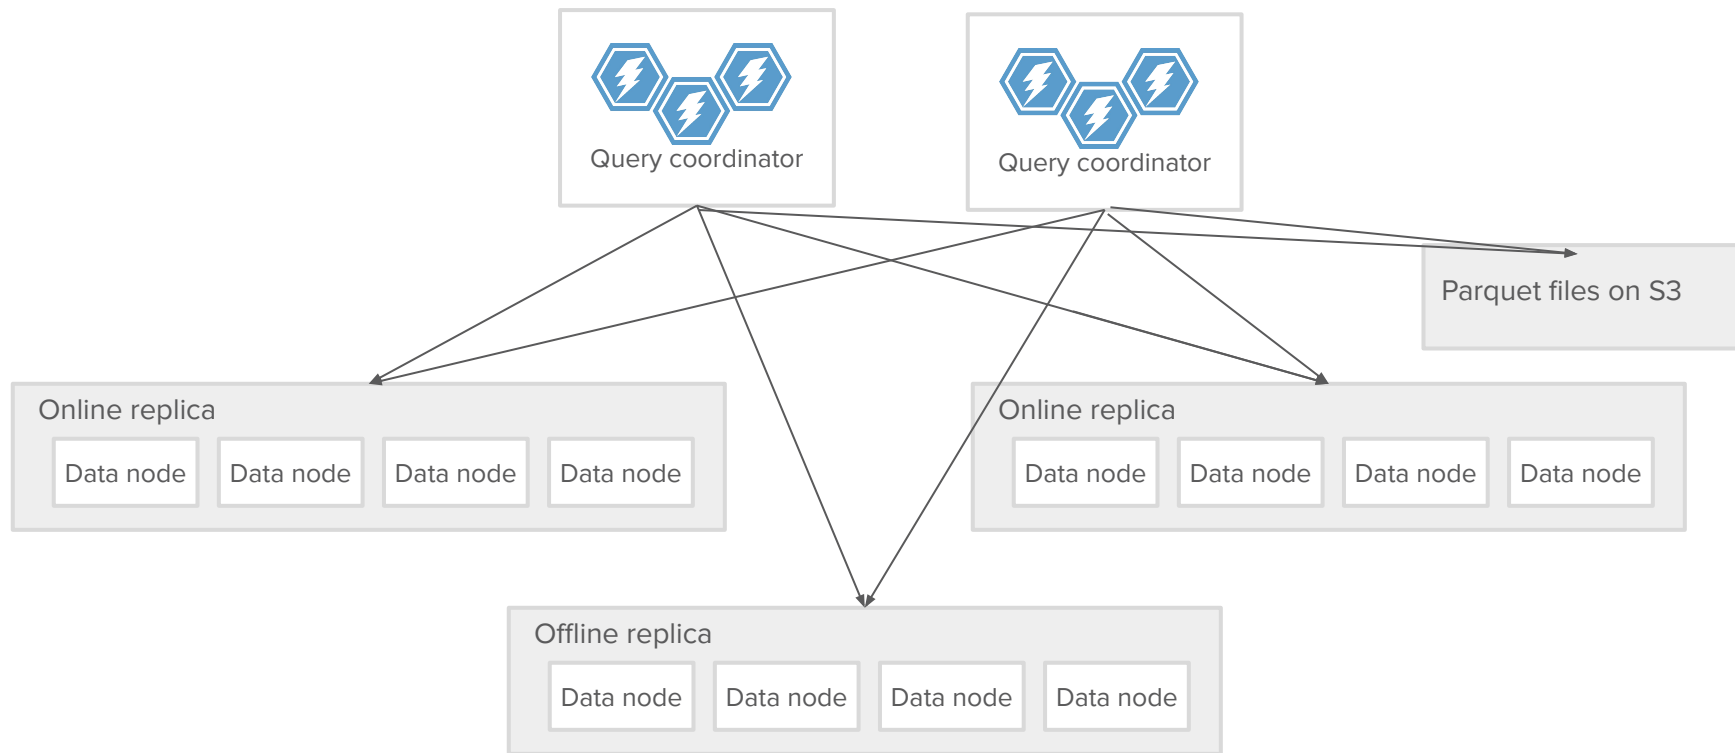 Query coordinator
Query coordinator
Parquet files on S3
Online replica
Data node
Data node
Data node
Data node
Online replica
Data node
Data node
Data node
Data node
Offline replica
Data node
Data node
Data node
Data node